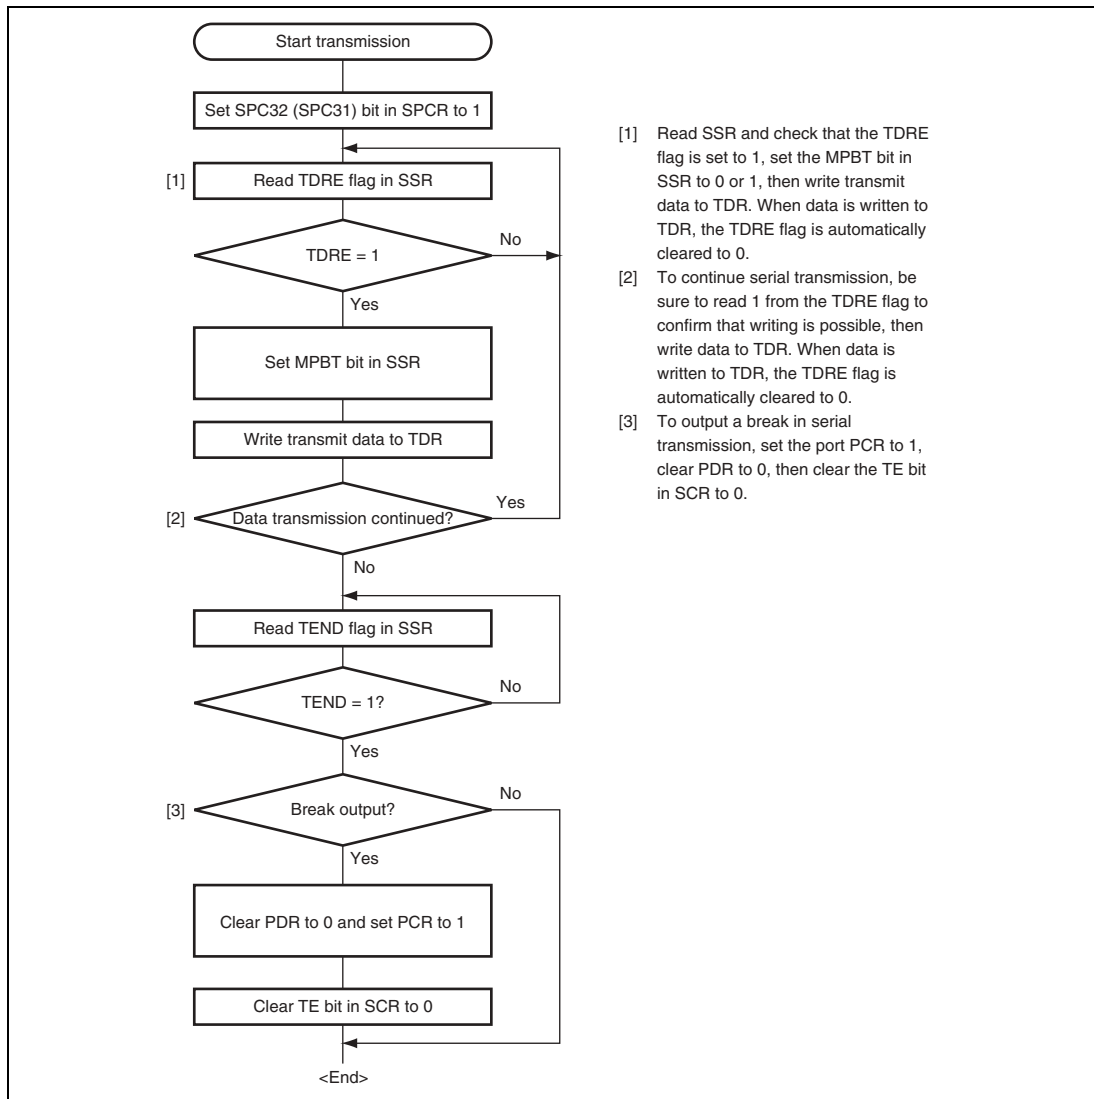 Start transmission
Set SPC32 (SPC31) bit in SPCR to 1
[1]
Read TDRE flag in SSR
TDRE = 1
No
Yes
Set MPBT bit in SSR
Write transmit data to TDR
[2]
Data transmission continued?
Yes
No
Read TEND flag in SSR
TEND = 1?
No
Yes
[3]
Break output?
No
Yes
Clear PDR to 0 and set PCR to 1
Clear TE bit in SCR to 0
<End>
[1] Read SSR and check that the TDRE
flag is set to 1, set the MPBT bit in
SSR to 0 or 1, then write transmit
data to TDR. When data is written to
TDR, the TDRE flag is automatically
cleared to 0.
[2] To continue serial transmission, be
sure to read 1 from the TDRE flag to
confirm that writing is possible, then
write data to TDR. When data is
written to TDR, the TDRE flag is
automatically cleared to 0.
[3] To output a break in serial
transmission, set the port PCR to 1,
clear PDR to 0, then clear the TE bit
in SCR to 0.